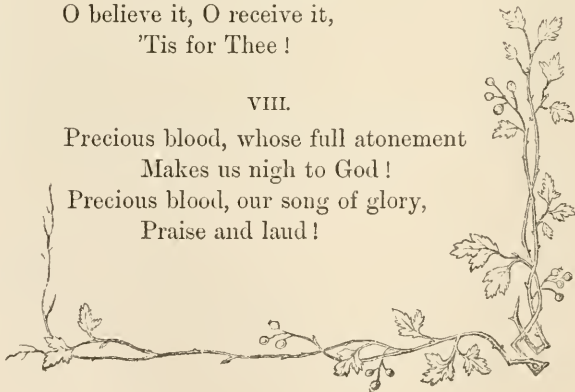 O believe it, O receive it,
'Tis for Thee !
VIII.
Precious blood, whose full atonement
Makes us nigh to God !
Precious blood, our song of glory,
Praise and laud !